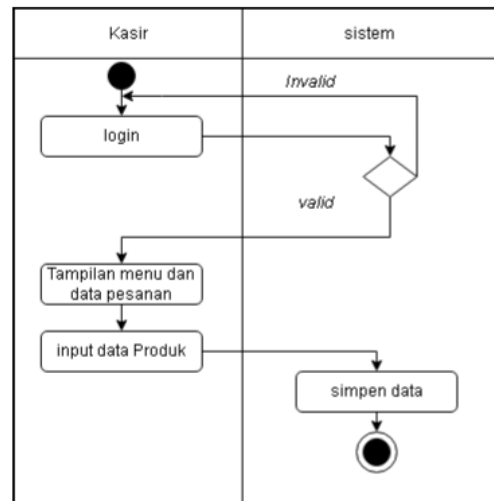 Kasir
sistem
Invalid
login
valid
Tampilan menu dan
data pesanan
input data Produk
simpen data